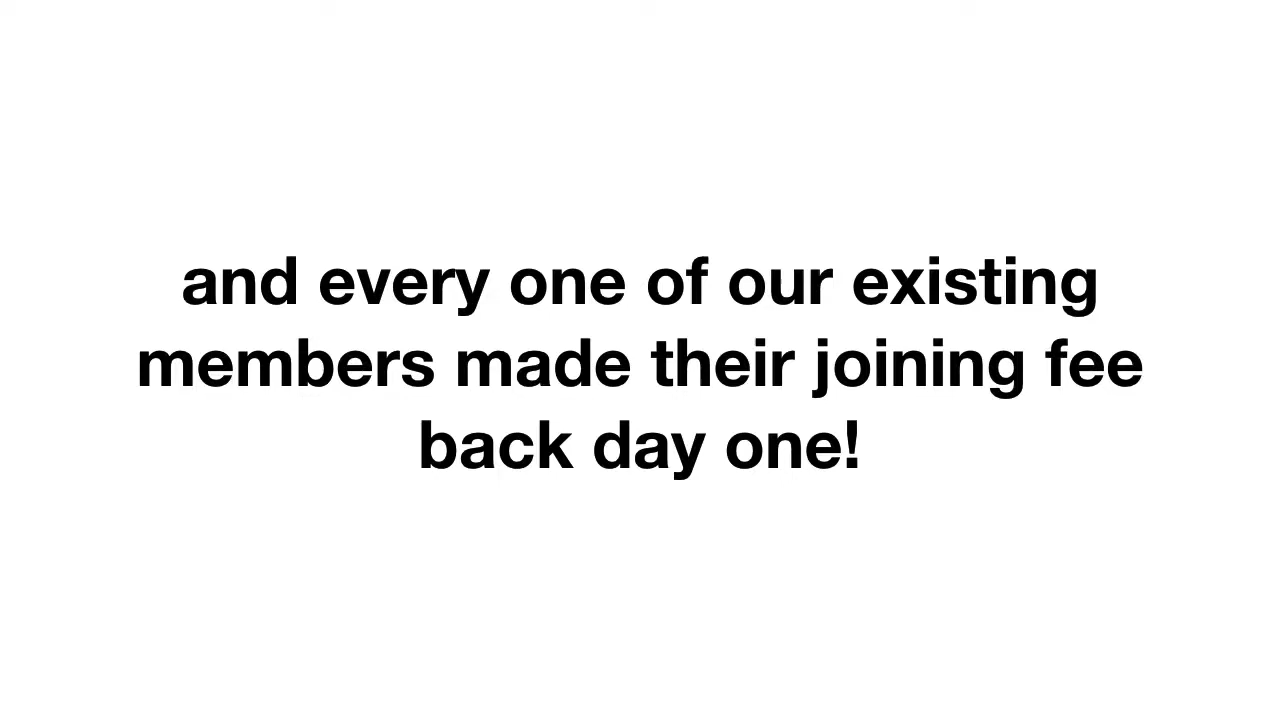 and every one of our existing
members made their joining fee
back day one!